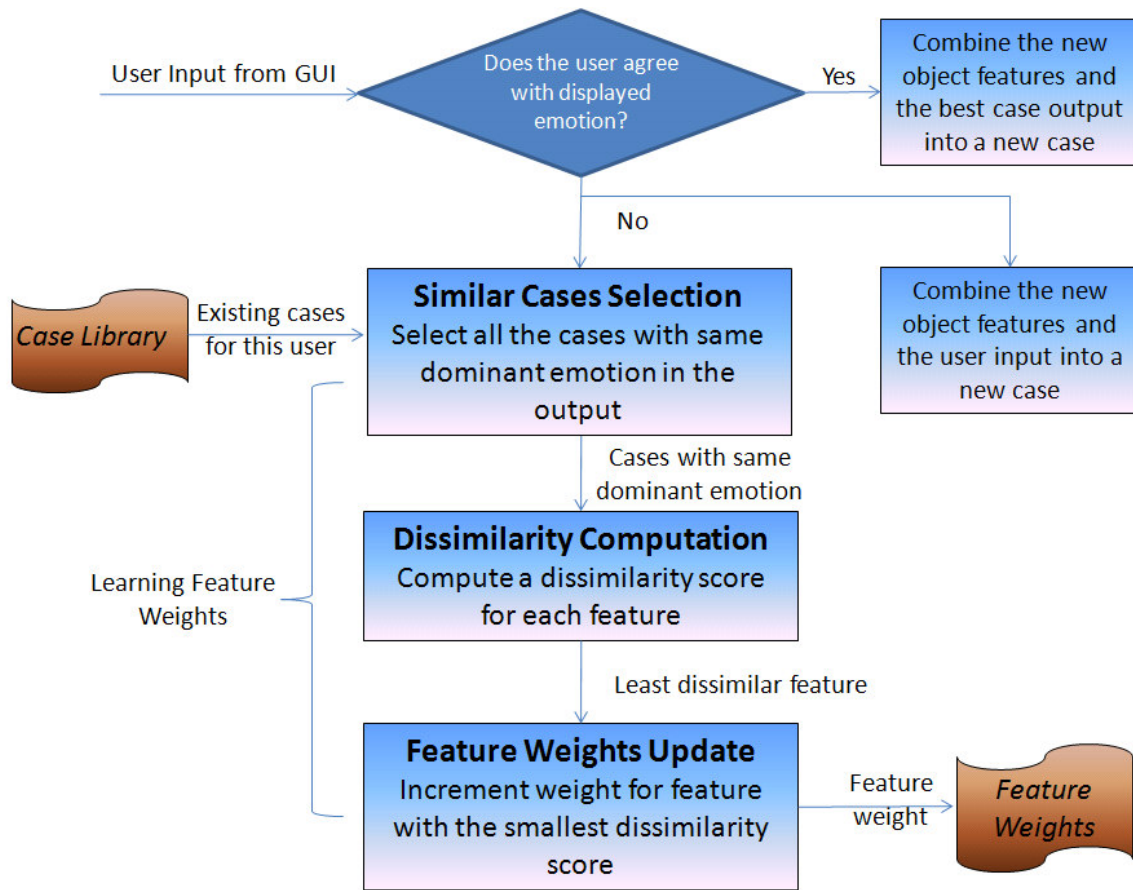 User Input from GUI
Does the user agree
with displayed
emotion?
Yes
Combine the new
object features and
the best case output
into a new case
No
Case Library
Existing cases
for this user
Similar Cases Selection
Select all the cases with same
dominant emotion in the
output
Combine the new
object features and
the user input into a
new case
Cases with same
dominant emotion
Learning Feature
Weights
Dissimilarity Computation
Compute a dissimilarity score
for each feature
Least dissimilar feature
Feature Weights Update
Increment weight for feature
with the smallest dissimilarity
score
Feature
weight
Feature
Weights